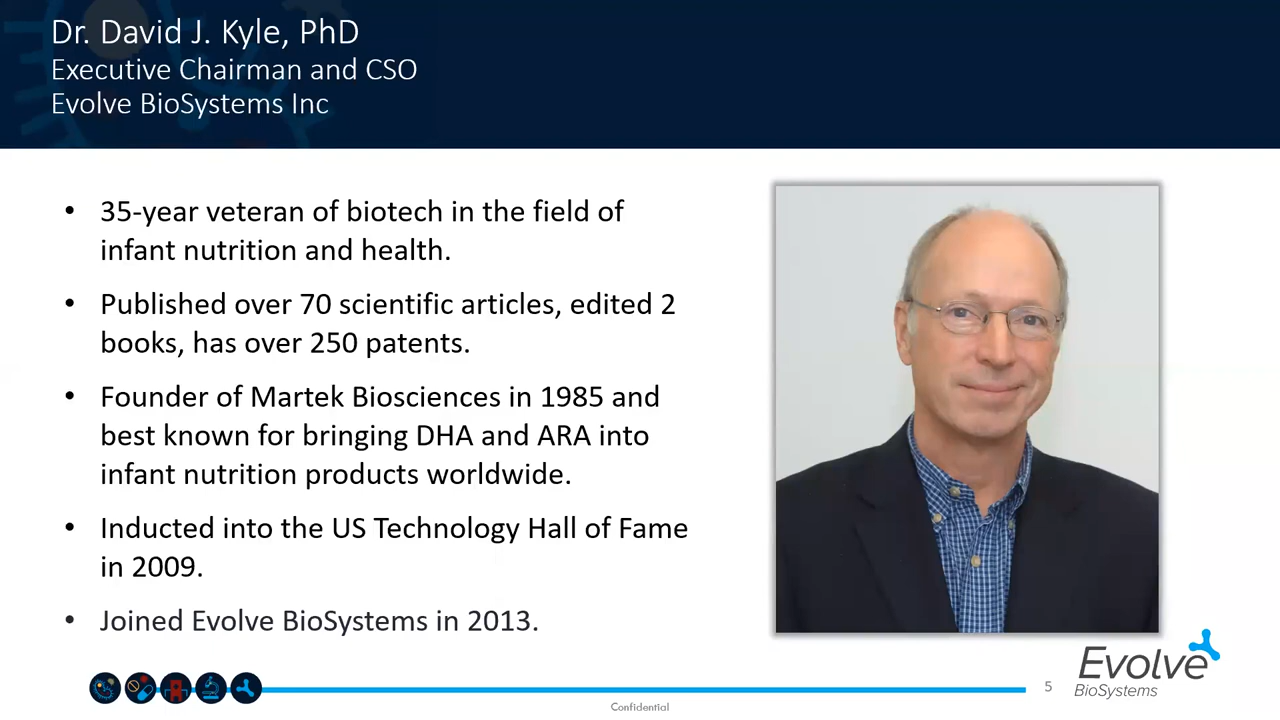 Dr. David J. Kyle, PhD
Executive Chairman and CSO
Evolve BioSystems Inc
• 35-year veteran of biotech in the field of
infant nutrition and health.
• Published over 70 scientific articles, edited 2
books, has over 250 patents.
• Founder of Martek Biosciences in 1985 and
best known for bringing DHA and ARA into
infant nutrition products worldwide.
• Inducted into the US Technology Hall of Fame
in 2009.
• Joined Evolve BioSystems in 2013.
5
Evolve
BioSystems
Confidential